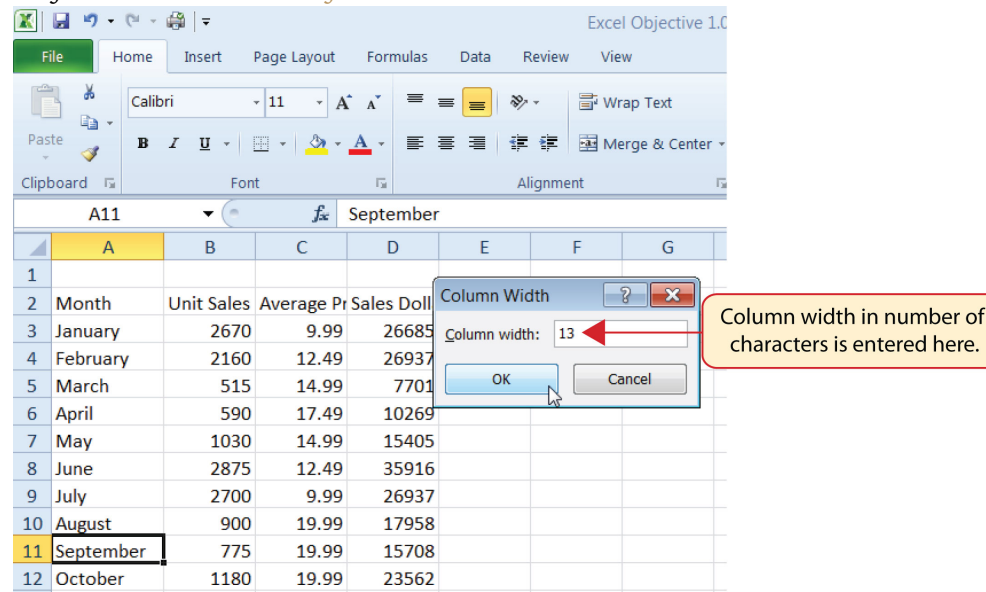 Excel Objective 1.0
File Home Insert Page Layout Formulas Data Review View
Calibri 11 A A Wrap Text
Paste B I U A Merge & Center
Clipboard Font Alignment
A11 fx September
A B C D E F G
1
2 Month Unit Sales Average Pr Sales Doll
3 January 2670 9.99 26685
4 February 2160 12.49 26937
5 March 515 14.99 7701
6 April 590 17.49 10269
7 May 1030 14.99 15405
8 June 2875 12.49 35916
9 July 2700 9.99 26937
10 August 900 19.99 17958
11 September 775 19.99 15708
12 October 1180 19.99 23562
Column Width ?
Column width: 13
OK Cancel
Column width in number of
characters is entered here.